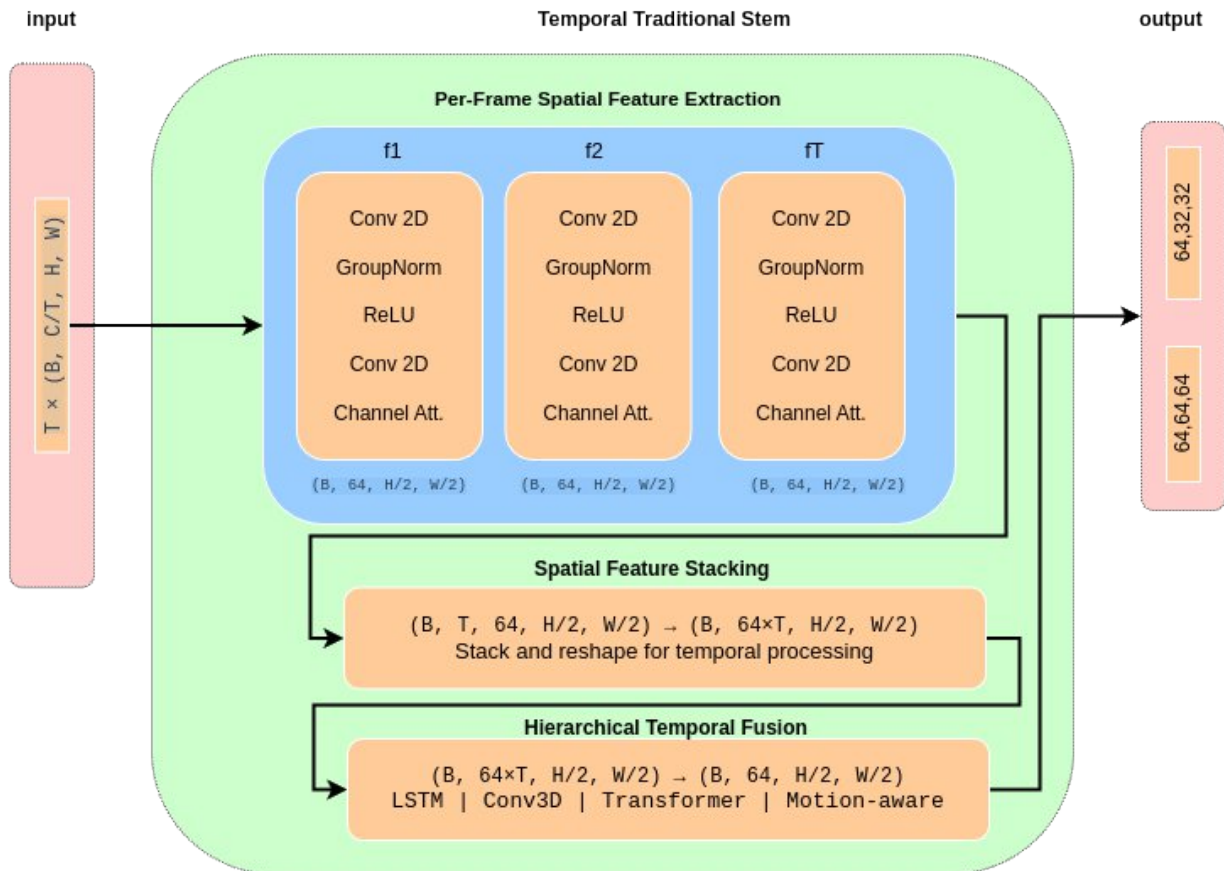 input
Temporal Traditional Stem
output
Per-Frame Spatial Feature Extraction
f1
f2
fT
Conv 2D
GroupNorm
ReLU
Conv 2D
Channel Att.
Conv 2D
GroupNorm
ReLU
Conv 2D
Channel Att.
Conv 2D
GroupNorm
ReLU
Conv 2D
Channel Att.
(B, 64, H/2, W/2)
(B, 64, H/2, W/2)
(B, 64, H/2, W/2)
T × (B, C/T, H, W)
64,32,32
64,64,64
Spatial Feature Stacking
(B, T, 64, H/2, W/2) → (B, 64×T, H/2, W/2)
Stack and reshape for temporal processing
Hierarchical Temporal Fusion
(B, 64×T, H/2, W/2) → (B, 64, H/2, W/2)
LSTM | Conv3D | Transformer | Motion-aware